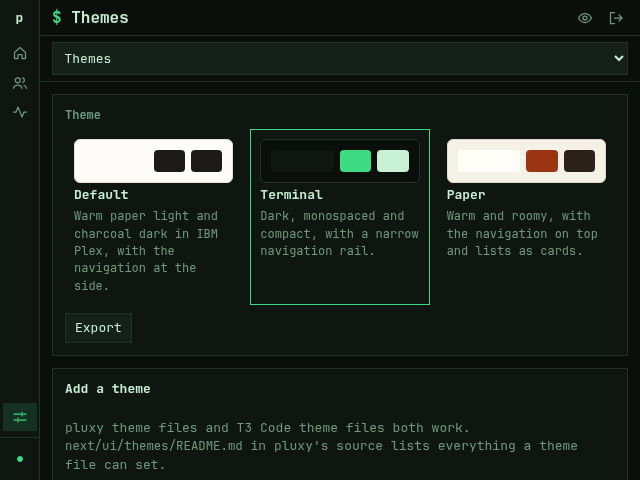 p
$ Themes
Themes
Theme
Default
Warm paper light and
charcoal dark in IBM
Plex, with the
navigation at the
side.
Terminal
Dark, monospaced and
compact, with a narrow
navigation rail.
Paper
Warm and roomy, with
the navigation on top
and lists as cards.
Export
Add a theme
pluxy theme files and T3 Code theme files both work.
next/ui/themes/README.md in pluxy's source lists everything a theme
file can set.